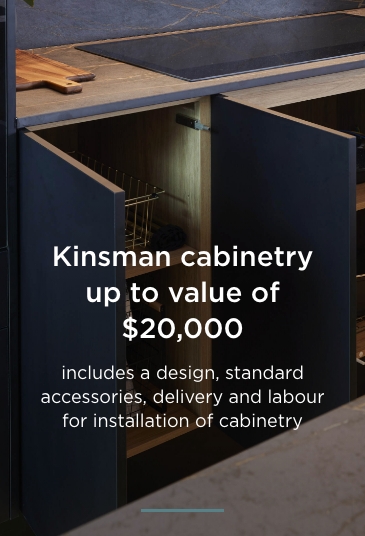 Kinsman cabinetry
up to value of
$20,000
includes a design, standard
accessories, delivery and labour
for installation of cabinetry